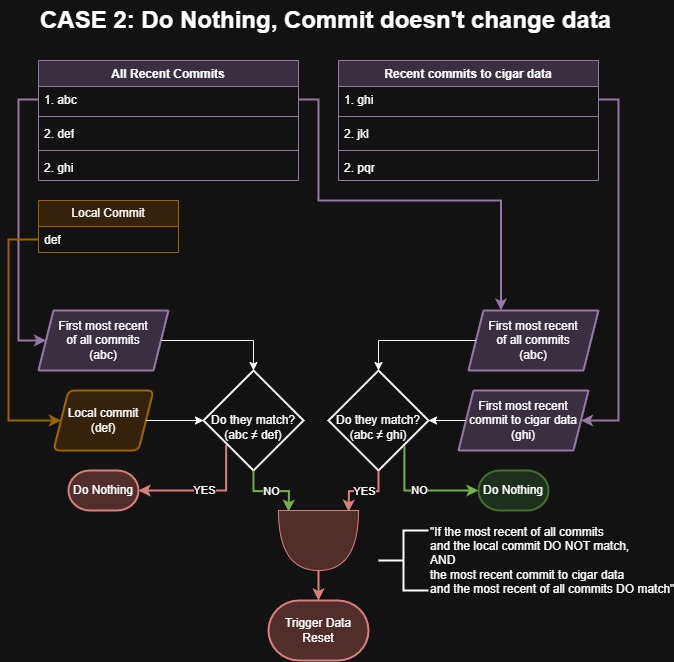 CASE 2: Do Nothing, Commit doesn't change data
All Recent Commits
1. abc
2. def
2. ghi
Recent commits to cigar data
1. ghi
2. jkl
2. pqr
Local Commit
def
First most recent
of all commits
(abc)
First most recent
of all commits
(abc)
Local commit
(def)
Do they match?
(abc ≠ def)
Do they match?
(abc ≠ ghi)
First most recent
commit to cigar data
(ghi)
Do Nothing
YES
NO
YES
NO
Do Nothing
"If the most recent of all commits
and the local commit DO NOT match,
AND
the most recent commit to cigar data
and the most recent of all commits DO match"
Trigger Data
Reset